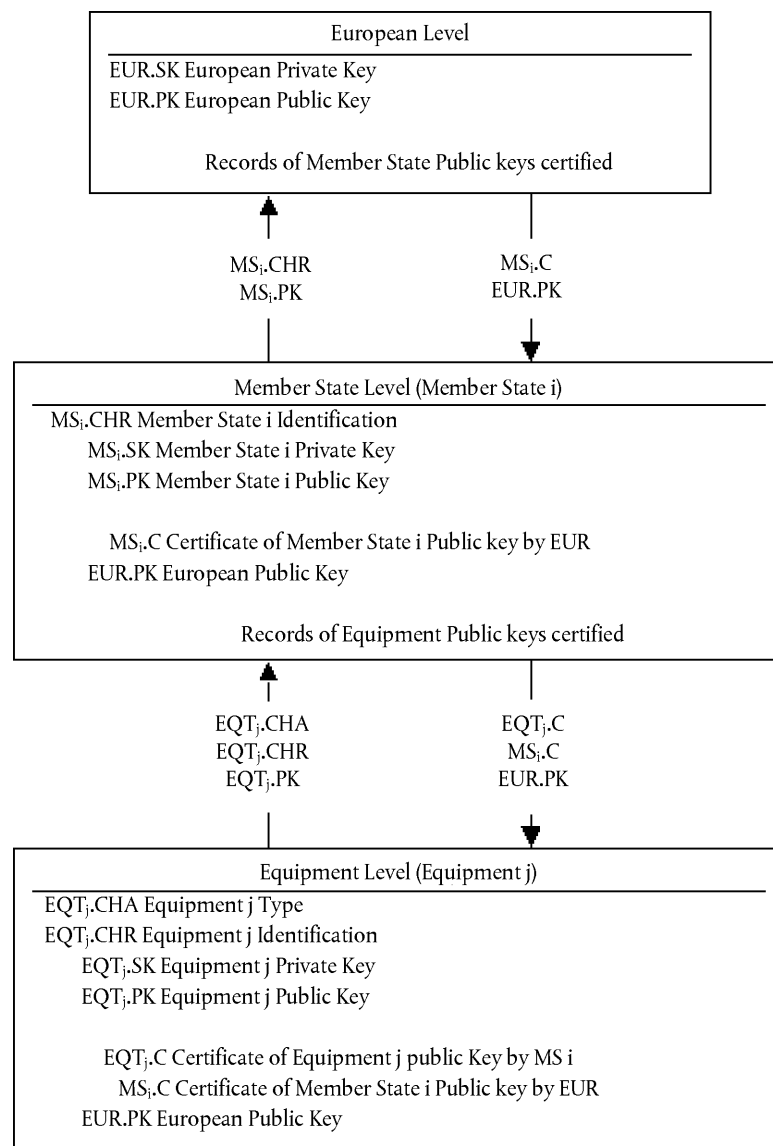 European Level
EUR.SK European Private Key
EUR.PK European Public Key
Records of Member State Public keys certified
MSi.CHR
MSi.PK
MSi.C
EUR.PK
Member State Level (Member State i)
MSi.CHR Member State i Identification
MSi.SK Member State i Private Key
MSi.PK Member State i Public Key
MSi.C Certificate of Member State i Public key by EUR
EUR.PK European Public Key
Records of Equipment Public keys certified
EQTj.CHA
EQTj.CHR
EQTj.PK
EQTj.C
MSi.C
EUR.PK
Equipment Level (Equipment j)
EQTj.CHA Equipment j Type
EQTj.CHR Equipment j Identification
EQTj.SK Equipment j Private Key
EQTj.PK Equipment j Public Key
EQTj.C Certificate of Equipment j public Key by MS i
MSi.C Certificate of Member State i Public key by EUR
EUR.PK European Public Key